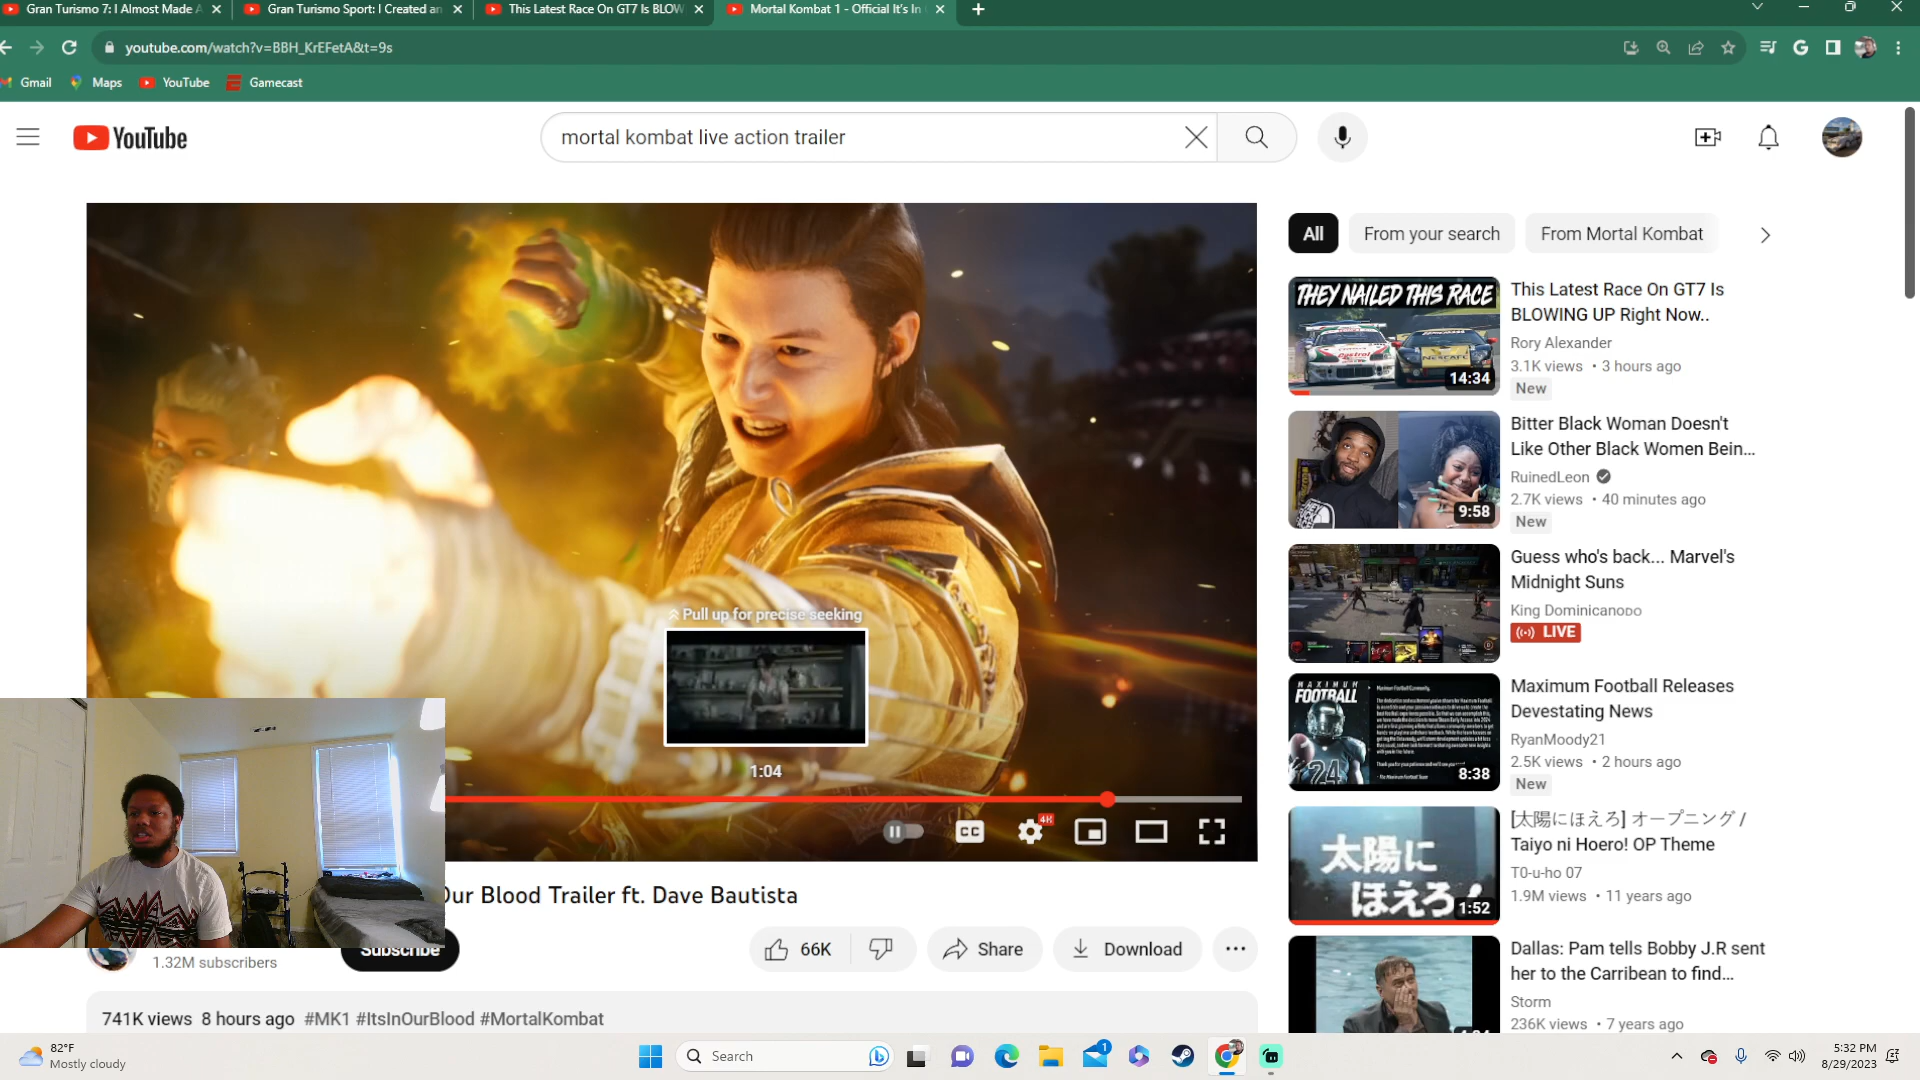 Gran Turismo 7: I Almost Made A
Gran Turismo Sport: I Created an
This Latest Race On GT7 Is BLOW
Mortal Kombat 1 - Official It's In
youtube.com/watch?v=BBH_KrEFetA&t=9s
Gmail
Maps
YouTube
Gamecast
YouTube
mortal kombat live action trailer
All
From your search
From Mortal Kombat
THEY NAILED THIS RACE
14:34
This Latest Race On GT7 Is
BLOWING UP Right Now..
Rory Alexander
3.1K views • 3 hours ago
New
9:58
Bitter Black Woman Doesn't
Like Other Black Women Bein...
RuinedLeon
2.7K views • 40 minutes ago
New
Guess who's back... Marvel's
Midnight Suns
King Dominicanooo
LIVE
MAXIMUM
FOOTBALL
24
8:38
Maximum Football Releases
Devestating News
RyanMoody21
2.5K views • 2 hours ago
New
太陽に
ほえろ!
1:52
[太陽にほえろ] オープニング /
Taiyo ni Hoero! OP Theme
T0-u-ho 07
1.9M views • 11 years ago
Dallas: Pam tells Bobby J.R sent
her to the Carribean to find...
Storm
236K views • 7 years ago
Pull up for precise seeking
1:04
CC
4K
Our Blood Trailer ft. Dave Bautista
1.32M subscribers
Subscribe
66K
Share
Download
741K views 8 hours ago #MK1 #ItsInOurBlood #MortalKombat
82°F
Mostly cloudy
Search
1
5:32 PM
8/29/2023